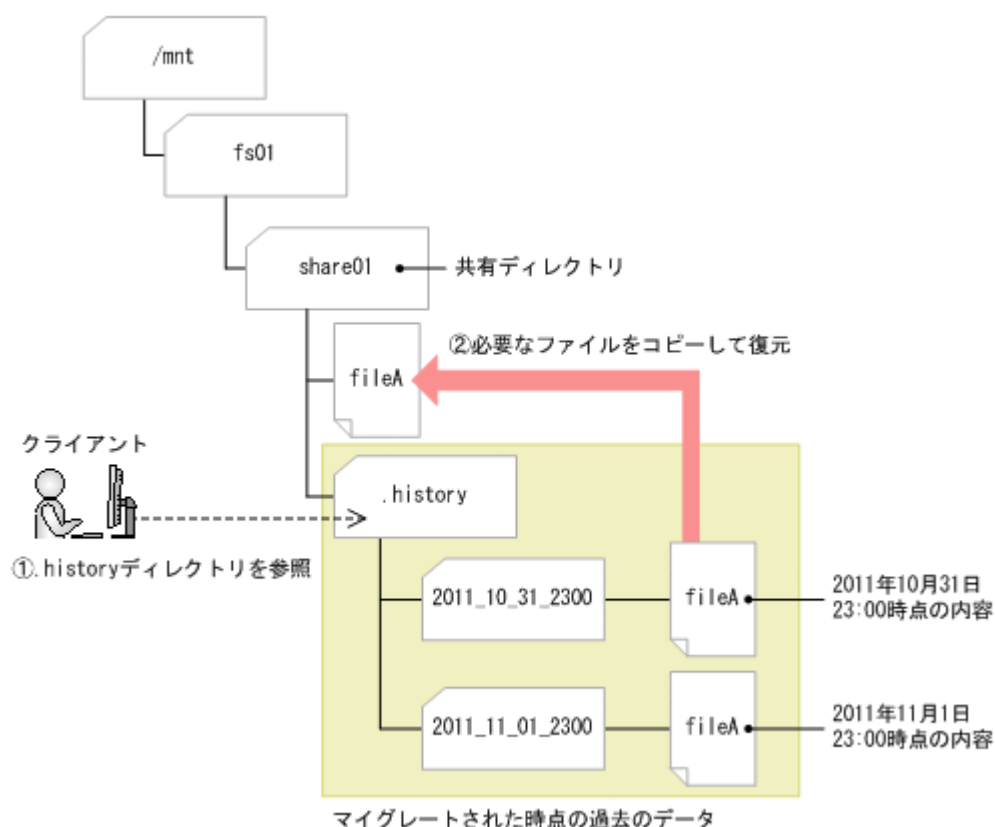 /mnt
fs01
share01
共有ディレクトリ
②必要なファイルをコピーして復元
fileA
クライアント
.history
①.historyディレクトリを参照
2011_10_31_2300
fileA
2011年10月31日
23:00時点の内容
2011_11_01_2300
fileA
2011年11月1日
23:00時点の内容
マイグレートされた時点の過去のデータ